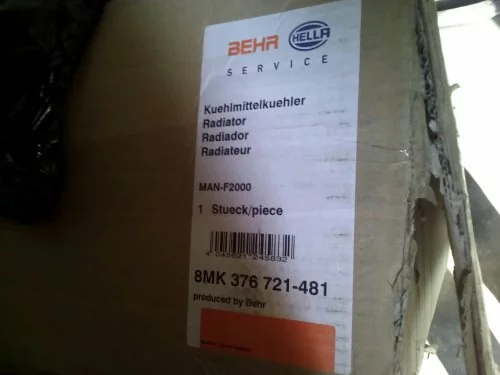 BEHR HELLA
SERVICE
Kuehlmittelkuehler
Radiator
Radiador
Radiateur
MAN-F2000
1 Stueck/piece
8MK 376 721-481
produced by Behr